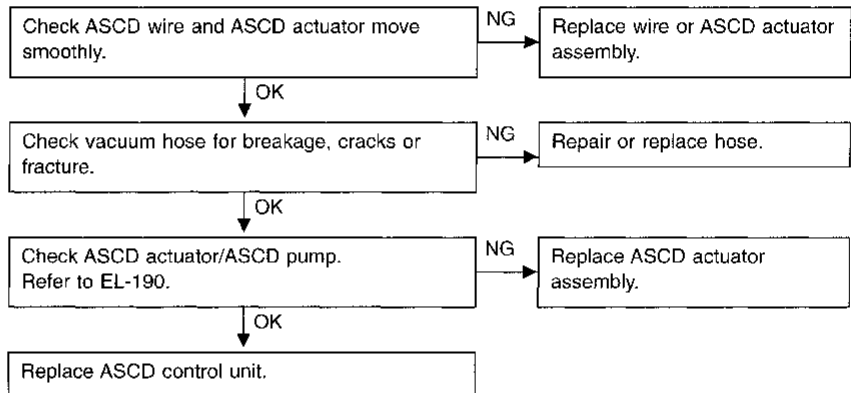 Check ASCD wire and ASCD actuator move
smoothly.
NG
Replace wire or ASCD actuator
assembly.
OK
Check vacuum hose for breakage, cracks or
fracture.
NG
Repair or replace hose.
OK
Check ASCD actuator/ASCD pump.
Refer to EL-190.
NG
Replace ASCD actuator
assembly.
OK
Replace ASCD control unit.